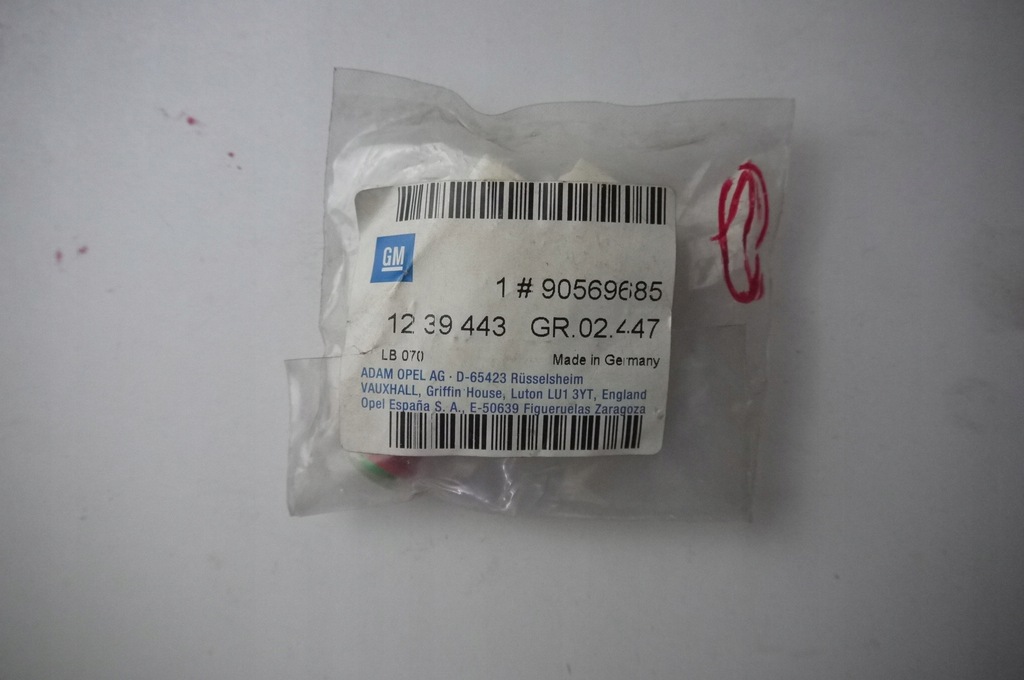 GM
1 # 90569685
12 39 443 GR.02.447
LB 070 Made in Germany
ADAM OPEL AG · D-65423 Rüsselsheim
VAUXHALL, Griffin House, Luton LU1 3YT, England
Opel España S. A., E-50639 Figueruelas Zaragoza